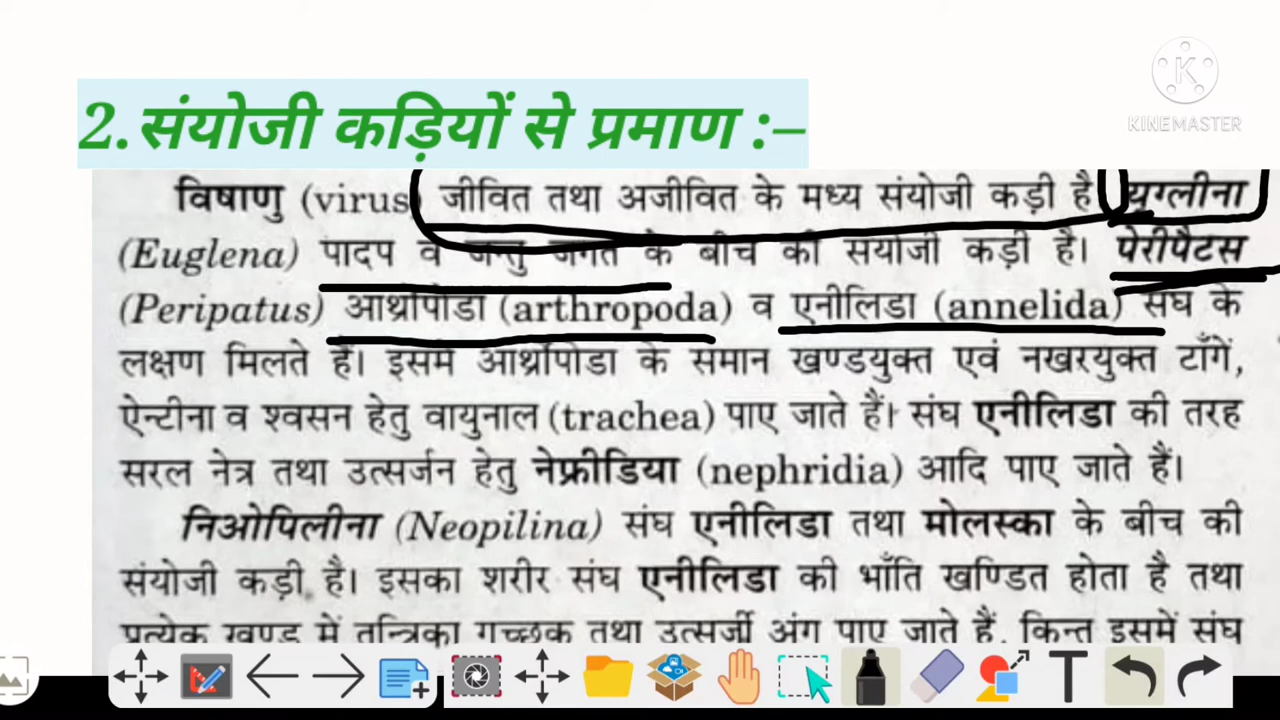 KINEMASTER
2. संयोजी कड़ियों से प्रमाण :–
विषाणु (virus) जीवित तथा अजीवित के मध्य संयोजी कड़ी है युग्लीना
(Euglena) पादप व जन्तु जगत के बीच की संयोजी कड़ी है। पेरीपैटस
(Peripatus) आर्थ्रोपोडा (arthropoda) व एनीलिडा (annelida) संघ के
लक्षण मिलते हैं। इसमें आर्थ्रोपोडा के समान खण्डयुक्त एवं नखरयुक्त टाँगें,
ऐन्टीना व श्वसन हेतु वायुनाल (trachea) पाए जाते हैं। संघ एनीलिडा की तरह
सरल नेत्र तथा उत्सर्जन हेतु नेफ्रीडिया (nephridia) आदि पाए जाते हैं।
निओपिलीना (Neopilina) संघ एनीलिडा तथा मोलस्का के बीच की
संयोजी कड़ी है। इसका शरीर संघ एनीलिडा की भाँति खण्डित होता है तथा
प्रत्येक खण्ड में तन्त्रिका गुच्छक तथा उत्सर्जी अंग पाए जाते हैं, किन्तु इसमें संघ
T